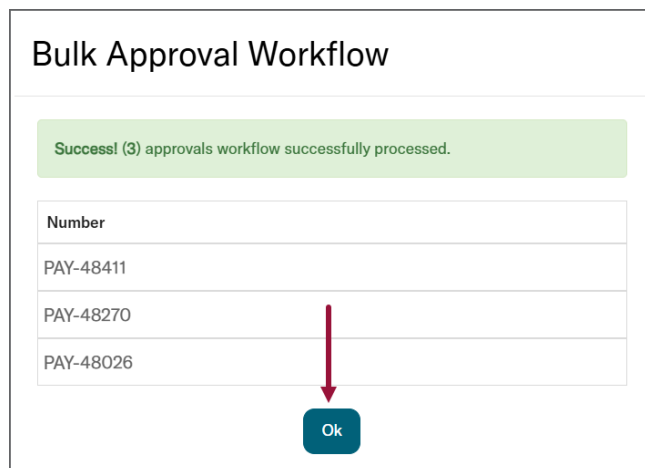 Bulk Approval Workflow
Success! (3) approvals workflow successfully processed.
Number
PAY-48411
PAY-48270
PAY-48026
Ok